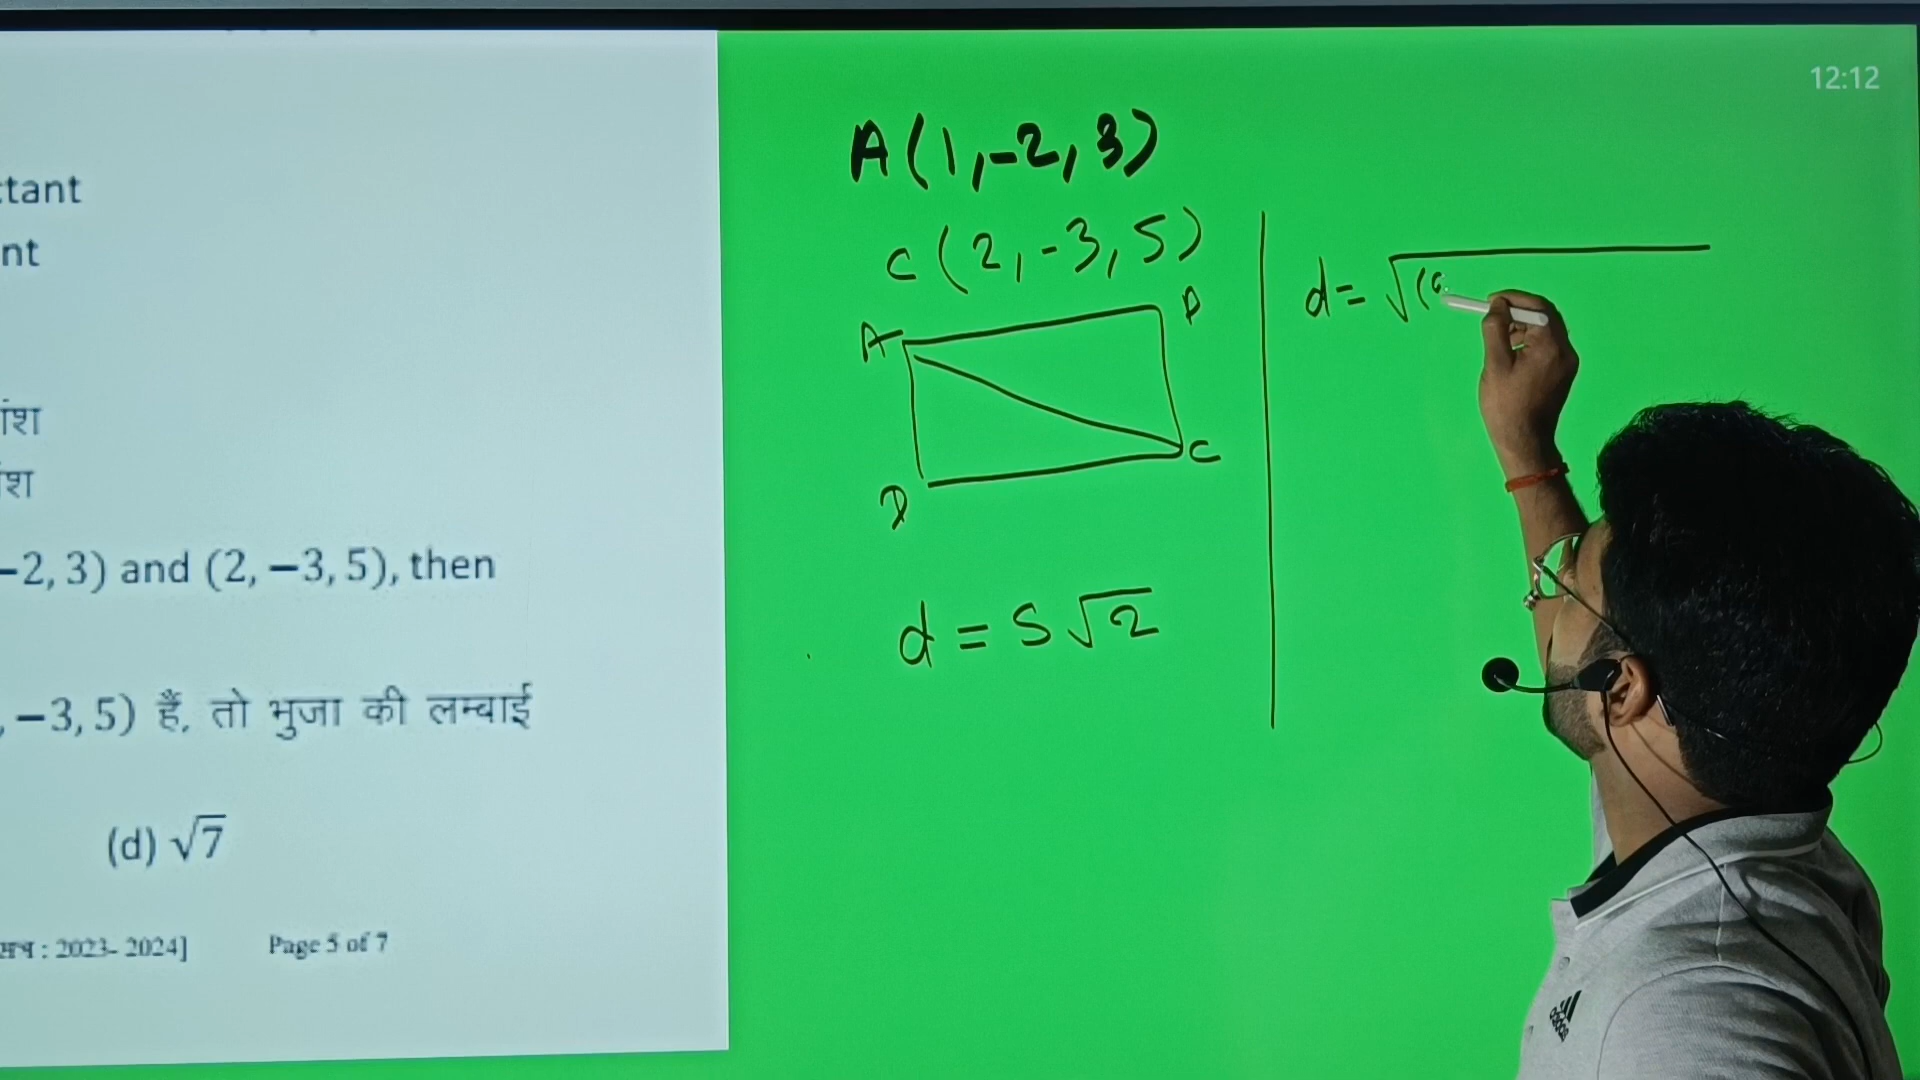 12:12
tant
nt
ांश
ंश
−2, 3) and (2, −3, 5), then
, −3, 5) हैं, तो भुजा की लम्बाई
(d) √7
सत्र : 2023- 2024] Page 5 of 7
A(1,-2,3)
C(2,-3,5)
A
C
D
d = 5√2
d = √(
adidas